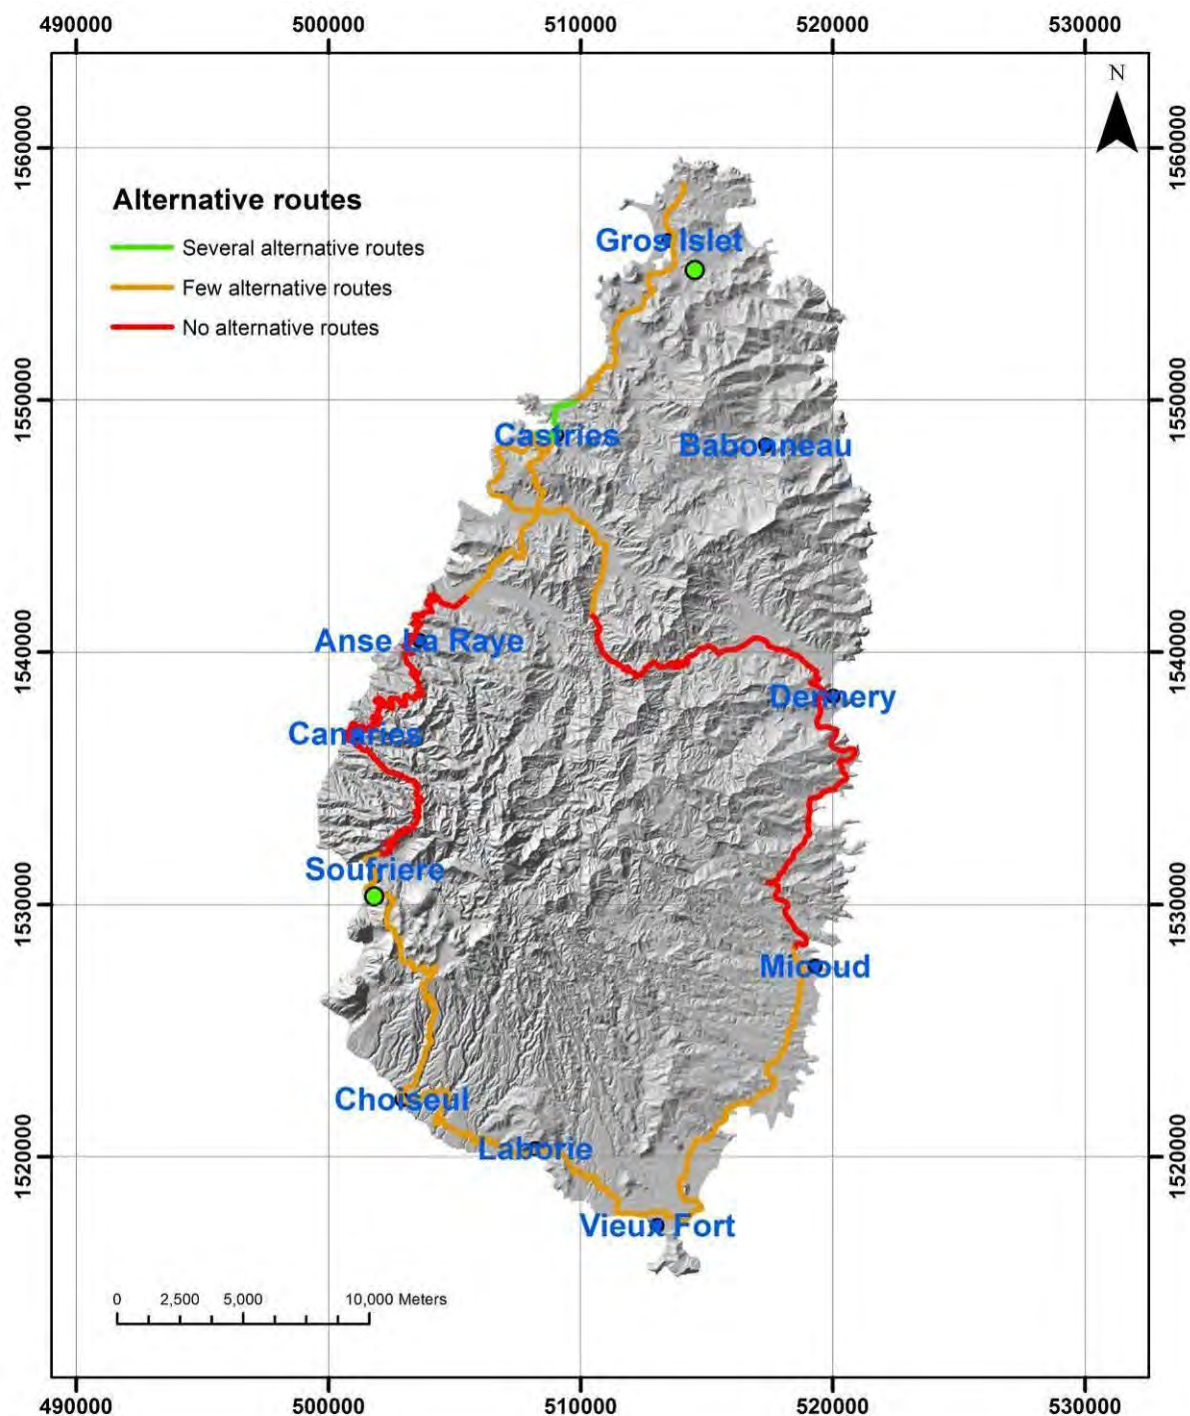 490000 500000 510000 520000 530000
N
1560000 1560000
Alternative routes
Several alternative routes
Few alternative routes
No alternative routes
Gros Islet
1550000 1550000
Castries
Babonneau
Anse La Raye
1540000 1540000
Dennery
Canaries
Soufriere
1530000 1530000
Micoud
Choiseul
Laborie
1520000 1520000
Vieux Fort
0 2,500 5,000 10,000 Meters
490000 500000 510000 520000 530000